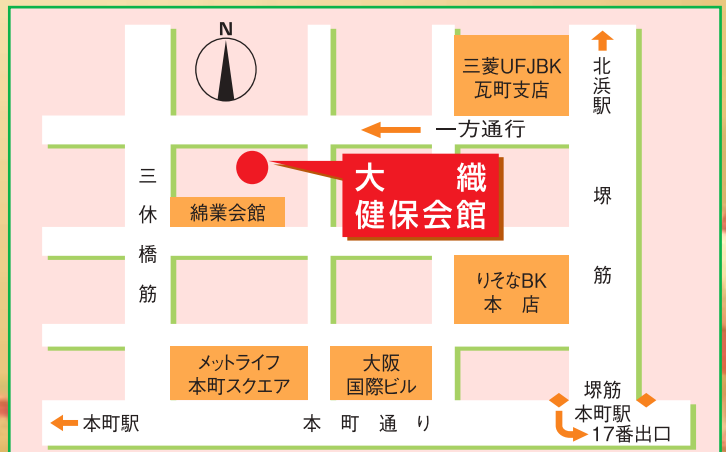 N
三菱UFJBK
瓦町支店
北浜駅
一方通行
大織
健保会館
三休橋筋
綿業会館
堺筋
りそなBK
本店
メットライフ
本町スクエア
大阪
国際ビル
堺筋
本町駅
17番出口
本町駅
本町通り